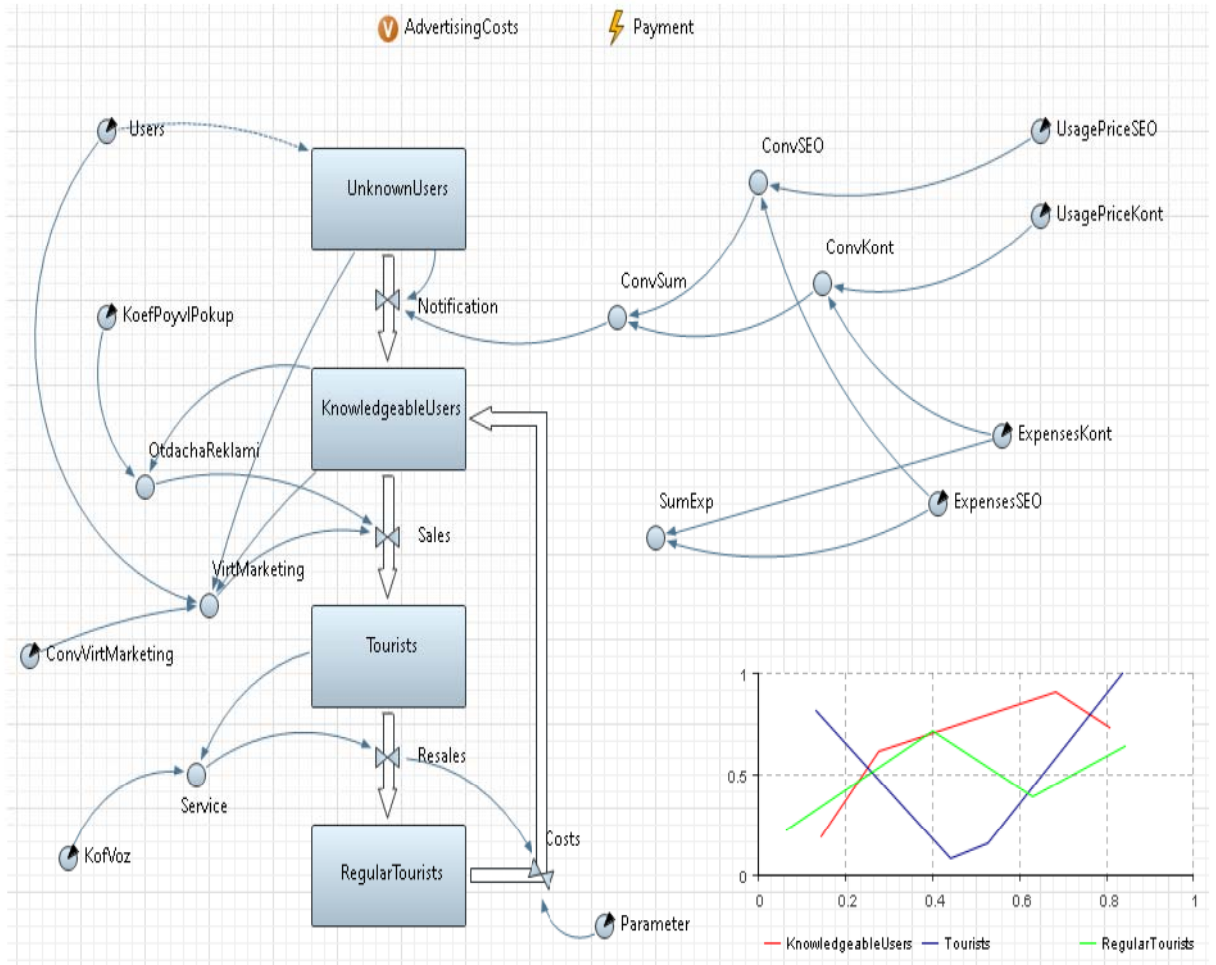 AdvertisingCosts
Payment
Users
UsagePriceSEO
ConvSEO
UnknownUsers
UsagePriceKont
ConvKont
ConvSum
Notification
KoefPoyvlPokup
KnowledgeableUsers
ExpensesKont
OtdachaReklami
SumExp
ExpensesSEO
Sales
VirtMarketing
Tourists
ConvVirtMarketing
Resales
Service
Costs
KofVoz
RegularTourists
Parameter
1
0.5
0
0 0.2 0.4 0.6 0.8 1
KnowledgeableUsers Tourists RegularTourists